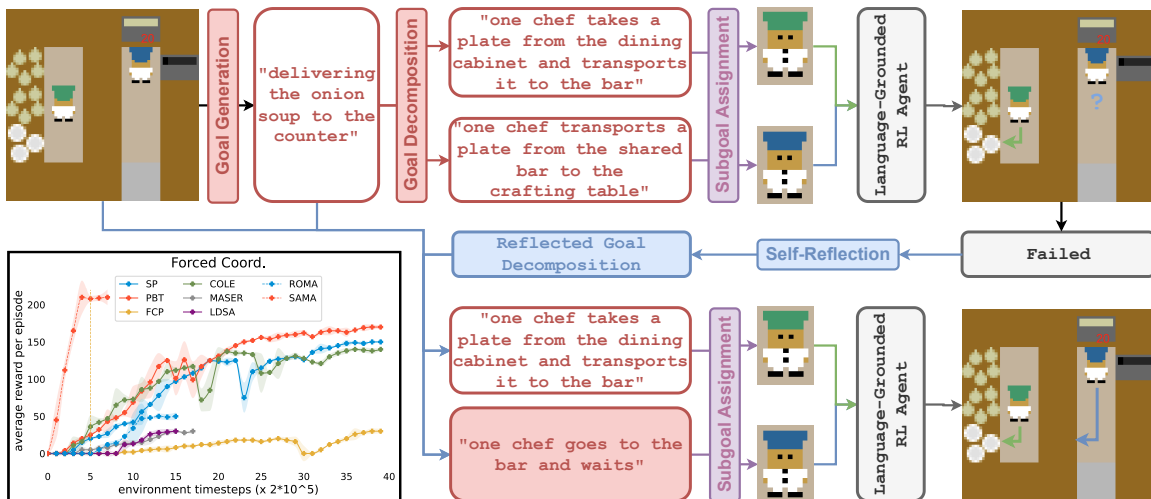 Goal Generation
"delivering
the onion
soup to the
counter"
Goal Decomposition
"one chef takes a
plate from the dining
cabinet and transports
it to the bar"
"one chef transports a
plate from the shared
bar to the
crafting table"
Subgoal Assignment
Language-Grounded
RL Agent
?
Reflected Goal
Decomposition
Self-Reflection
Failed
Forced Coord.
SP
PBT
FCP
COLE
MASER
LDSA
ROMA
SAMA
average reward per episode
200
150
100
50
0
0
5
10
15
20
25
30
35
40
environment timesteps (x 2*10^5)
"one chef takes a
plate from the dining
cabinet and transports
it to the bar"
"one chef goes to the
bar and waits"
Subgoal Assignment
Language-Grounded
RL Agent